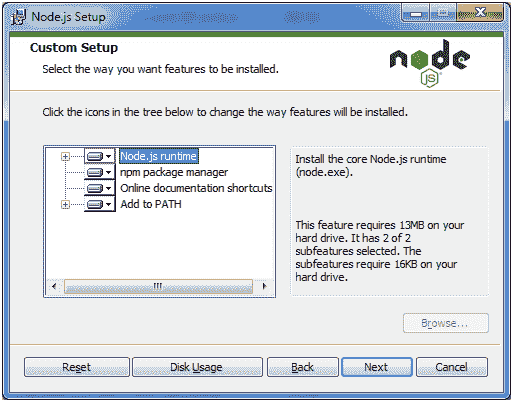 Node.js Setup
Custom Setup
Select the way you want features to be installed.
node
JS
Click the icons in the tree below to change the way features will be installed.
Node.js runtime
npm package manager
Online documentation shortcuts
Add to PATH
Install the core Node.js runtime
(node.exe).
This feature requires 13MB on your
hard drive. It has 2 of 2
subfeatures selected. The
subfeatures require 16KB on your
hard drive.
Browse...
Reset
Disk Usage
Back
Next
Cancel